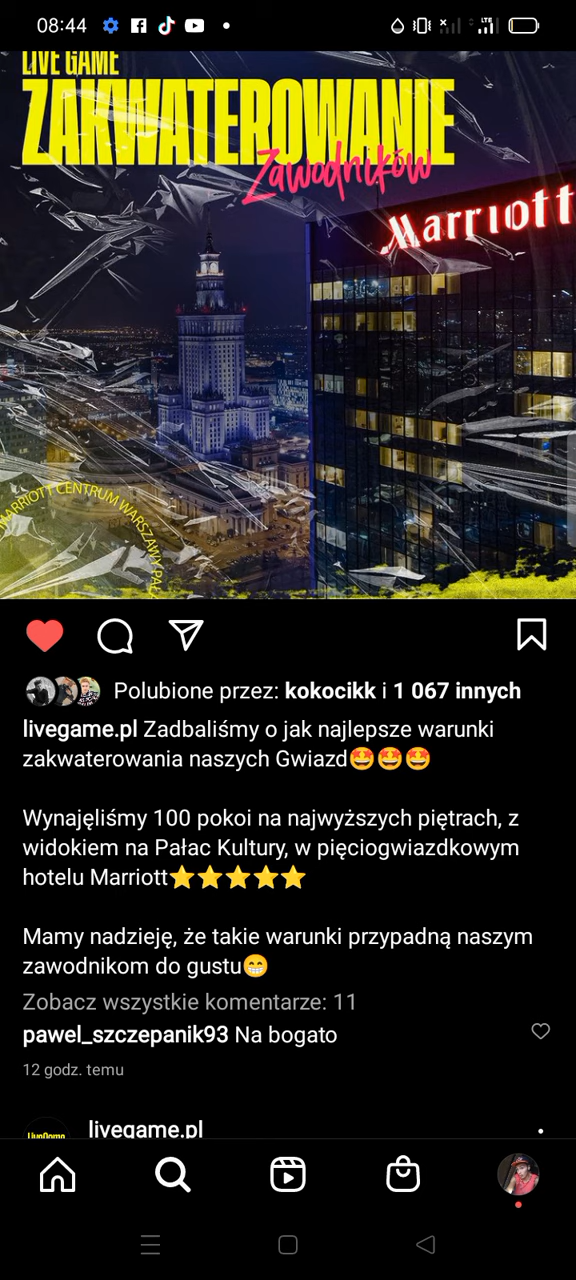 08:44
LTE
LIVE GAME
ZAKWATEROWANIE
Zawodników
Marriott
MARRIOTT CENTRUM WARSZAWY
Polubione przez: kokocikk i 1 067 innych
livegame.pl Zadbaliśmy o jak najlepsze warunki
zakwaterowania naszych Gwiazd🤩🤩🤩
Wynajęliśmy 100 pokoi na najwyższych piętrach, z
widokiem na Pałac Kultury, w pięciogwiazdkowym
hotelu Marriott⭐⭐⭐⭐⭐
Mamy nadzieję, że takie warunki przypadną naszym
zawodnikom do gustu😁
Zobacz wszystkie komentarze: 11
pawel_szczepanik93 Na bogato
12 godz. temu
livegame.pl